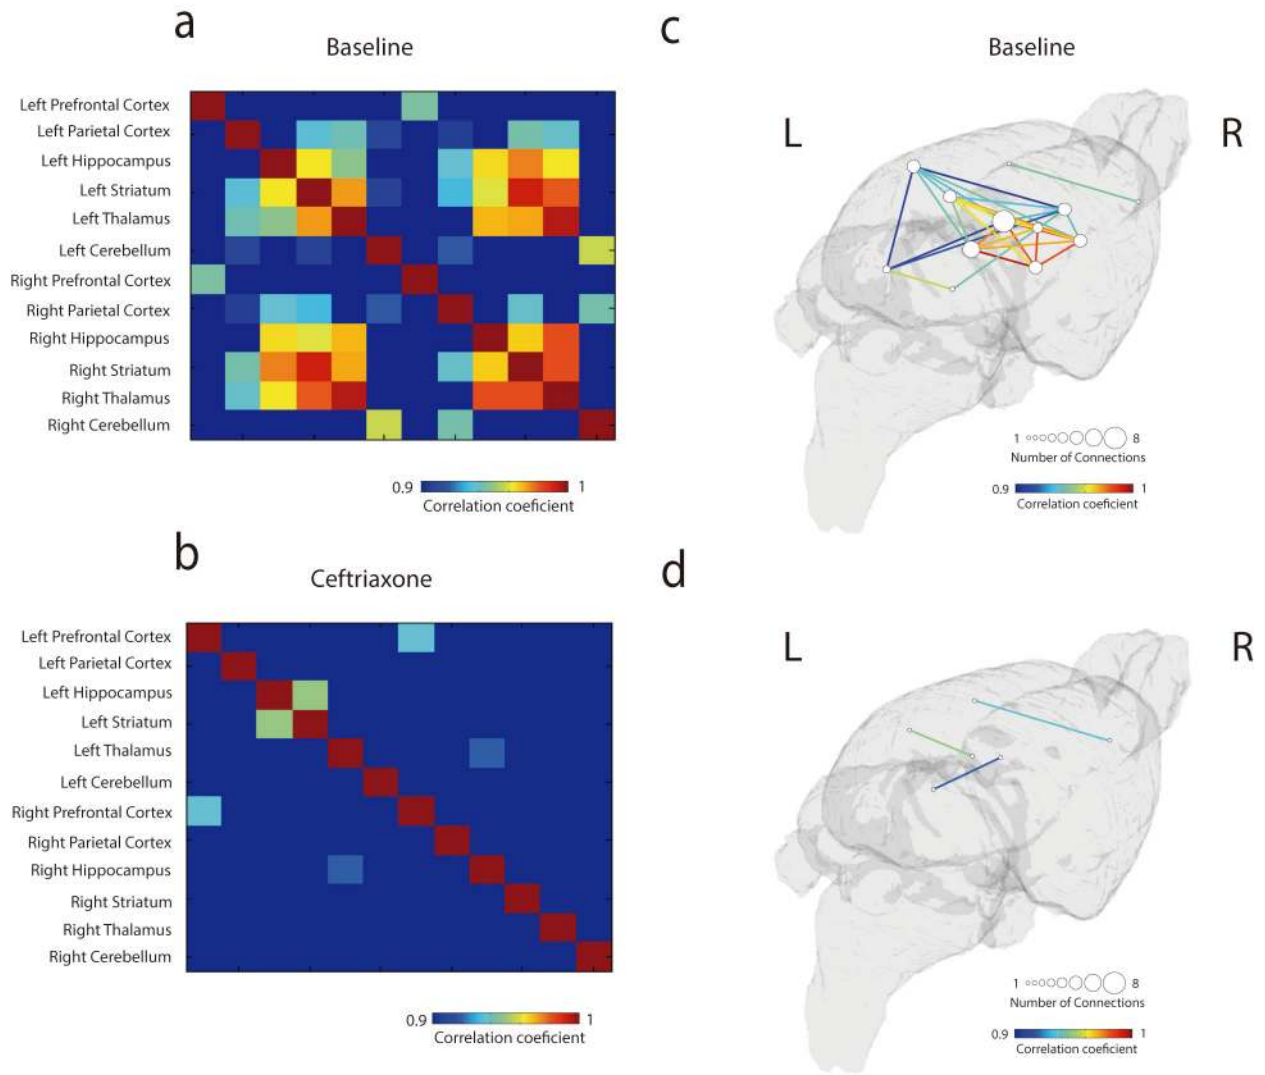 a
Baseline
Left Prefrontal Cortex
Left Parietal Cortex
Left Hippocampus
Left Striatum
Left Thalamus
Left Cerebellum
Right Prefrontal Cortex
Right Parietal Cortex
Right Hippocampus
Right Striatum
Right Thalamus
Right Cerebellum
0.9 1
Correlation coeficient
b
Ceftriaxone
Left Prefrontal Cortex
Left Parietal Cortex
Left Hippocampus
Left Striatum
Left Thalamus
Left Cerebellum
Right Prefrontal Cortex
Right Parietal Cortex
Right Hippocampus
Right Striatum
Right Thalamus
Right Cerebellum
0.9 1
Correlation coeficient
c
Baseline
L R
1 8
Number of Connections
0.9 1
Correlation coeficient
d
L R
1 8
Number of Connections
0.9 1
Correlation coeficient